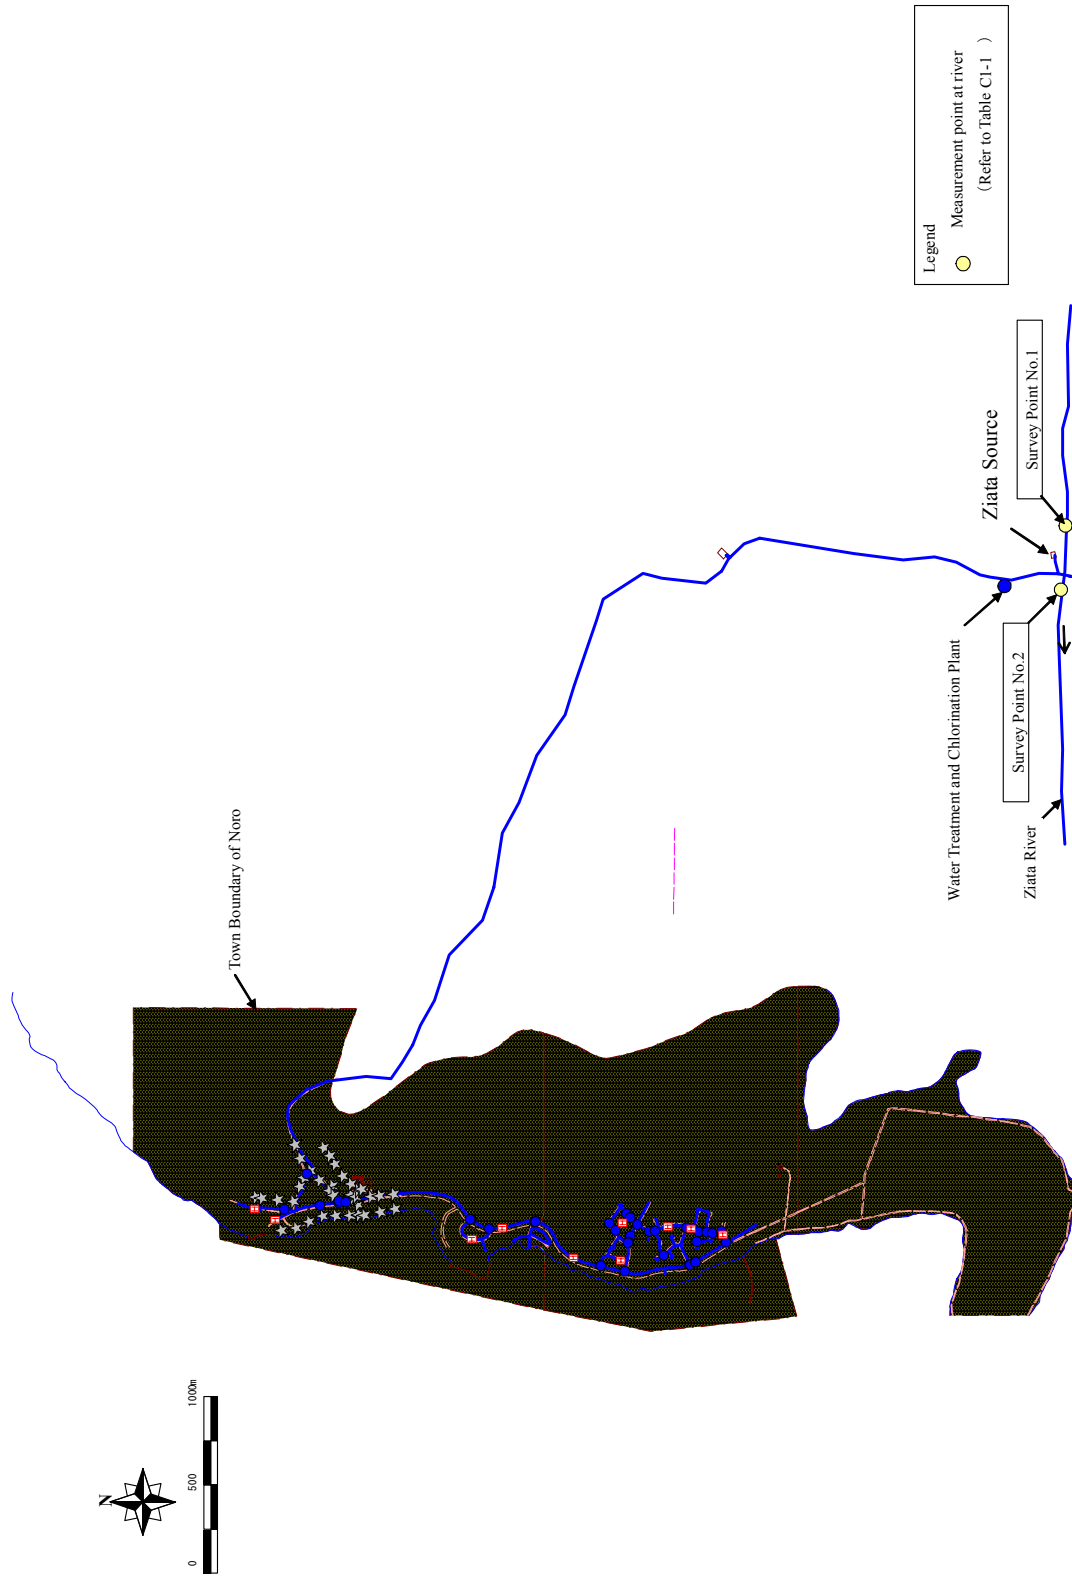 Legend
Measurement point at river
(Refer to Table C1-1 )
Ziata Source
Survey Point No.1
Water Treatment and Chlorination Plant
Survey Point No.2
Ziata River
Town Boundary of Noro
N
0
500
1000m